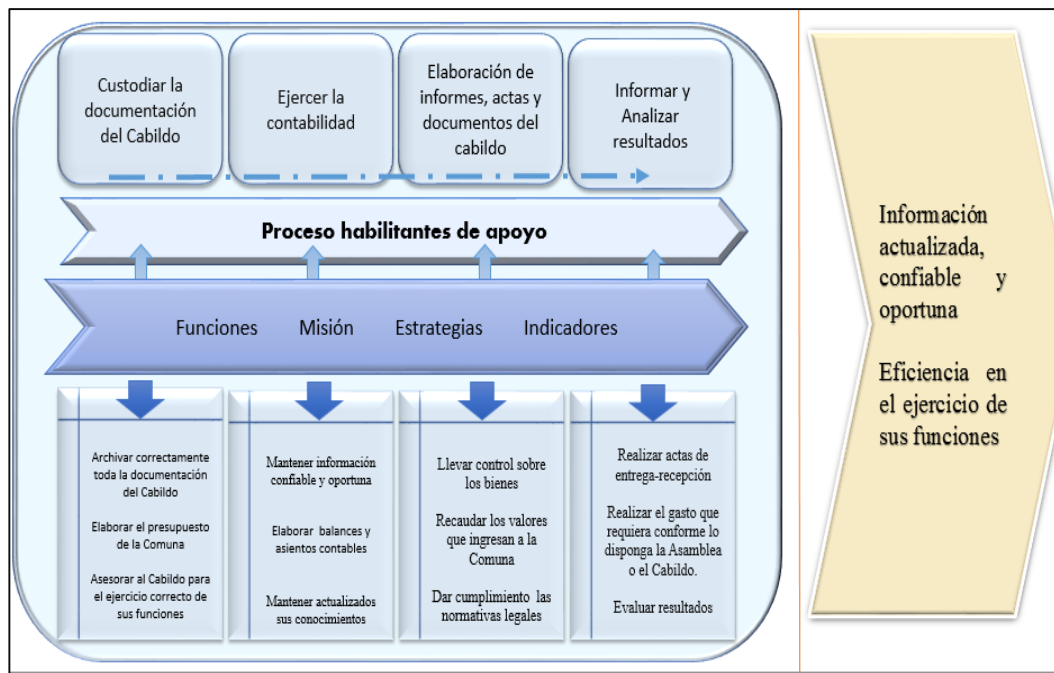 Custodiar la
documentación
del Cabildo
Ejercer la
contabilidad
Elaboración de
informes, actas y
documentos del
cabildo
Informar y
Analizar
resultados
Proceso habilitantes de apoyo
Funciones Misión Estrategias Indicadores
Archivar correctamente
toda la documentación
del Cabildo
Elaborar el presupuesto
de la Comuna
Asesorar al Cabildo para
el ejercicio correcto de
sus funciones
Mantener información
confiable y oportuna
Elaborar balances y
asientos contables
Mantener actualizados
sus conocimientos
Llevar control sobre
los bienes
Recaudar los valores
que ingresan a la
Comuna
Dar cumplimiento las
normativas legales
Realizar actas de
entrega-recepción
Realizar el gasto que
requiera conforme lo
disponga la Asamblea
o el Cabildo.
Evaluar resultados
Información
actualizada,
confiable y
oportuna
Eficiencia en
el ejercicio de
sus funciones